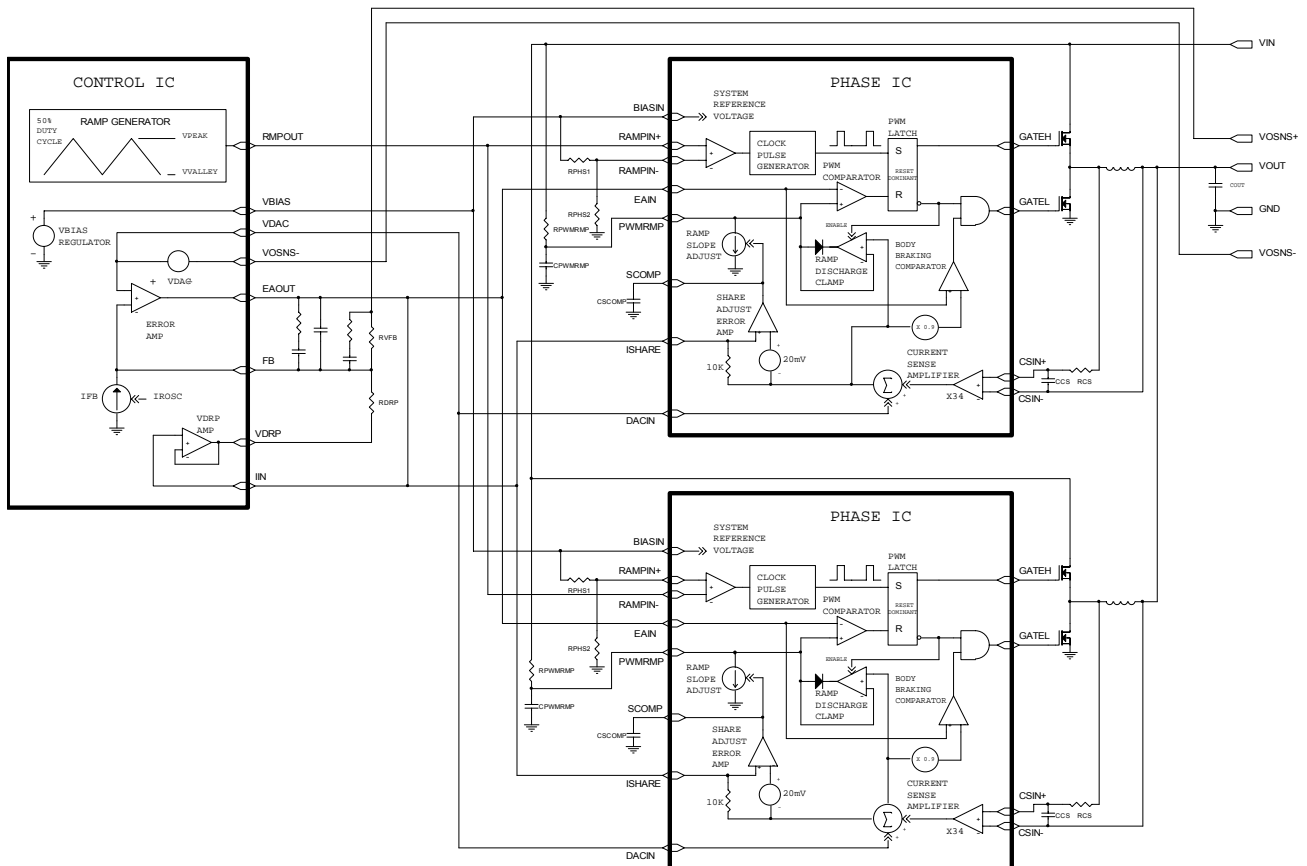 CONTROL IC
50%
DUTY
CYCLE
RAMP GENERATOR
VPEAK
VVALLEY
RMPOUT
VBIAS
+
-
VBIAS
REGULATOR
VDAC
VOSNS-
+
-
VDAC
EAOUT
+
-
ERROR
AMP
FB
IFB
IROSC
VDRP
AMP
+
-
VDRP
IIN
RVFB
RDRP
VIN
VOSNS+
VOUT
COUT
GND
VOSNS-
PHASE IC
BIASIN
SYSTEM
REFERENCE
VOLTAGE
RAMPIN+
RAMPIN-
+
-
CLOCK
PULSE
GENERATOR
PWM
LATCH
S
RESET
DOMINANT
R
PWM
COMPARATOR
-
+
GATEH
GATEL
RPHS1
RPHS2
EAIN
PWMRMP
RPWMRMP
CPWMRMP
RAMP
SLOPE
ADJUST
ENABLE
+
-
RAMP
DISCHARGE
CLAMP
BODY
BRAKING
COMPARATOR
+
-
SCOMP
CSCOMP
SHARE
ADJUST
ERROR
AMP
+
-
X 0.9
20mV
+
-
10K
ISHARE
CURRENT
SENSE
AMPLIFIER
Σ
+
+
X34
+
-
CSIN+
CCS
RCS
CSIN-
DACIN
PHASE IC
BIASIN
SYSTEM
REFERENCE
VOLTAGE
RAMPIN+
RAMPIN-
+
-
CLOCK
PULSE
GENERATOR
PWM
LATCH
S
RESET
DOMINANT
R
PWM
COMPARATOR
-
+
GATEH
GATEL
RPHS1
RPHS2
EAIN
PWMRMP
RPWMRMP
CPWMRMP
RAMP
SLOPE
ADJUST
ENABLE
+
-
RAMP
DISCHARGE
CLAMP
BODY
BRAKING
COMPARATOR
+
-
SCOMP
CSCOMP
SHARE
ADJUST
ERROR
AMP
+
-
X 0.9
20mV
+
-
10K
ISHARE
CURRENT
SENSE
AMPLIFIER
Σ
+
+
X34
+
-
CSIN+
CCS
RCS
CSIN-
DACIN